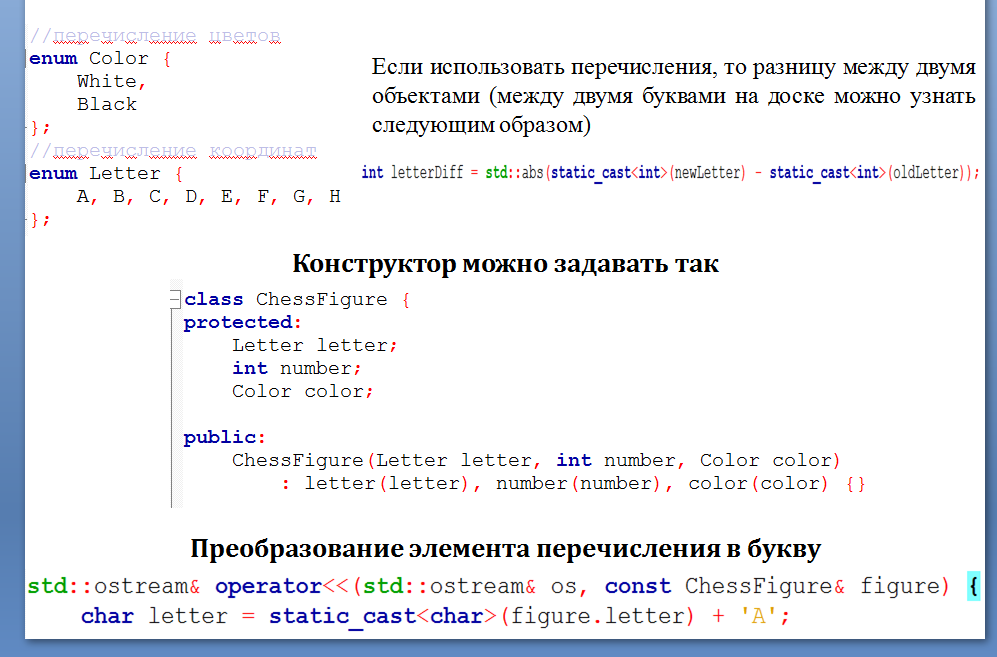 //перечисление цветов
enum Color {
White,
Black
};
//перечисление координат
enum Letter {
A, B, C, D, E, F, G, H
};
Если использовать перечисления, то разницу между двумя
объектами (между двумя буквами на доске можно узнать
следующим образом)
int letterDiff = std::abs(static_cast<int>(newLetter) - static_cast<int>(oldLetter));
Конструктор можно задавать так
class ChessFigure {
protected:
Letter letter;
int number;
Color color;
public:
ChessFigure(Letter letter, int number, Color color)
: letter(letter), number(number), color(color) {}
Преобразование элемента перечисления в букву
std::ostream& operator<<(std::ostream& os, const ChessFigure& figure) {
char letter = static_cast<char>(figure.letter) + 'A';